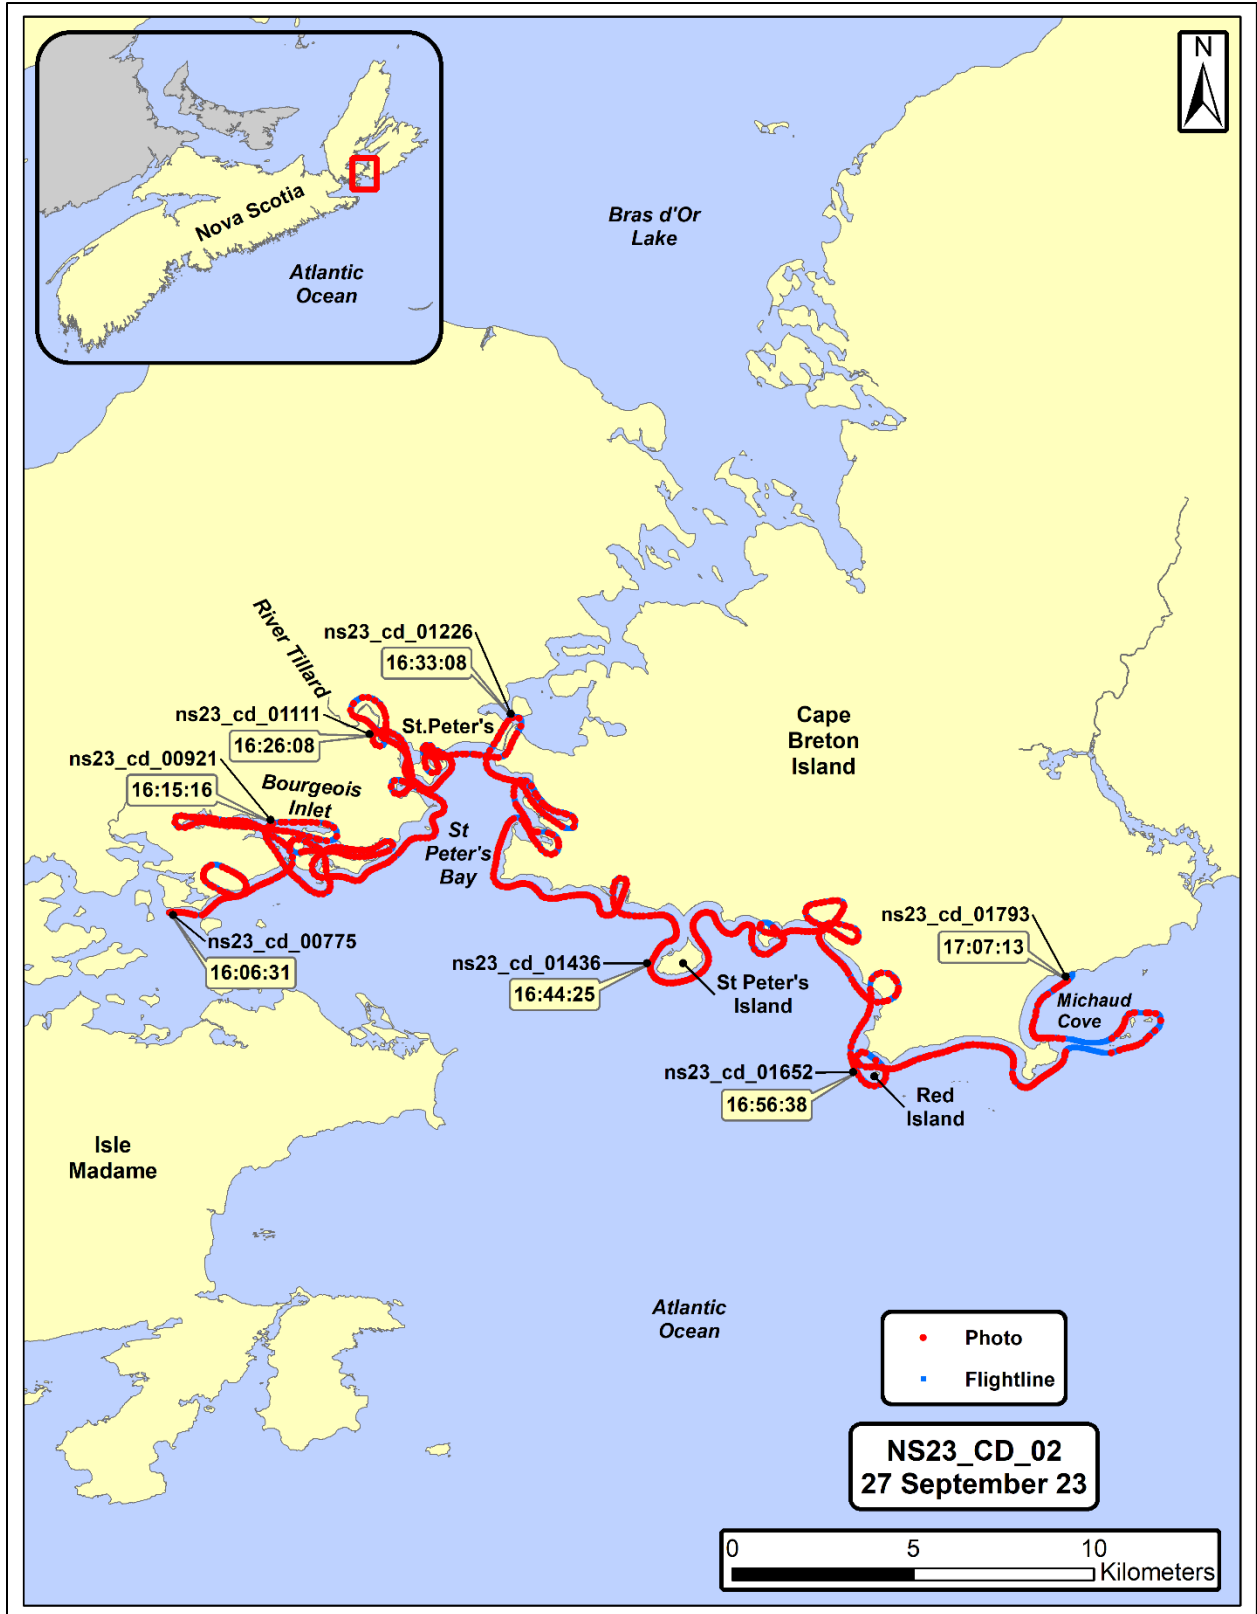 N
Nova Scotia
Atlantic
Ocean
Bras d'Or
Lake
River Tillard
ns23_cd_01226
16:33:08
ns23_cd_01111
16:26:08
St.Peter's
Cape
Breton
Island
ns23_cd_00921
16:15:16
Bourgeois
Inlet
St
Peter's
Bay
ns23_cd_00775
16:06:31
ns23_cd_01436
16:44:25
St Peter's
Island
ns23_cd_01793
17:07:13
Michaud
Cove
ns23_cd_01652
16:56:38
Red
Island
Isle
Madame
Atlantic
Ocean
Photo
Flightline
NS23_CD_02
27 September 23
0 5 10
Kilometers